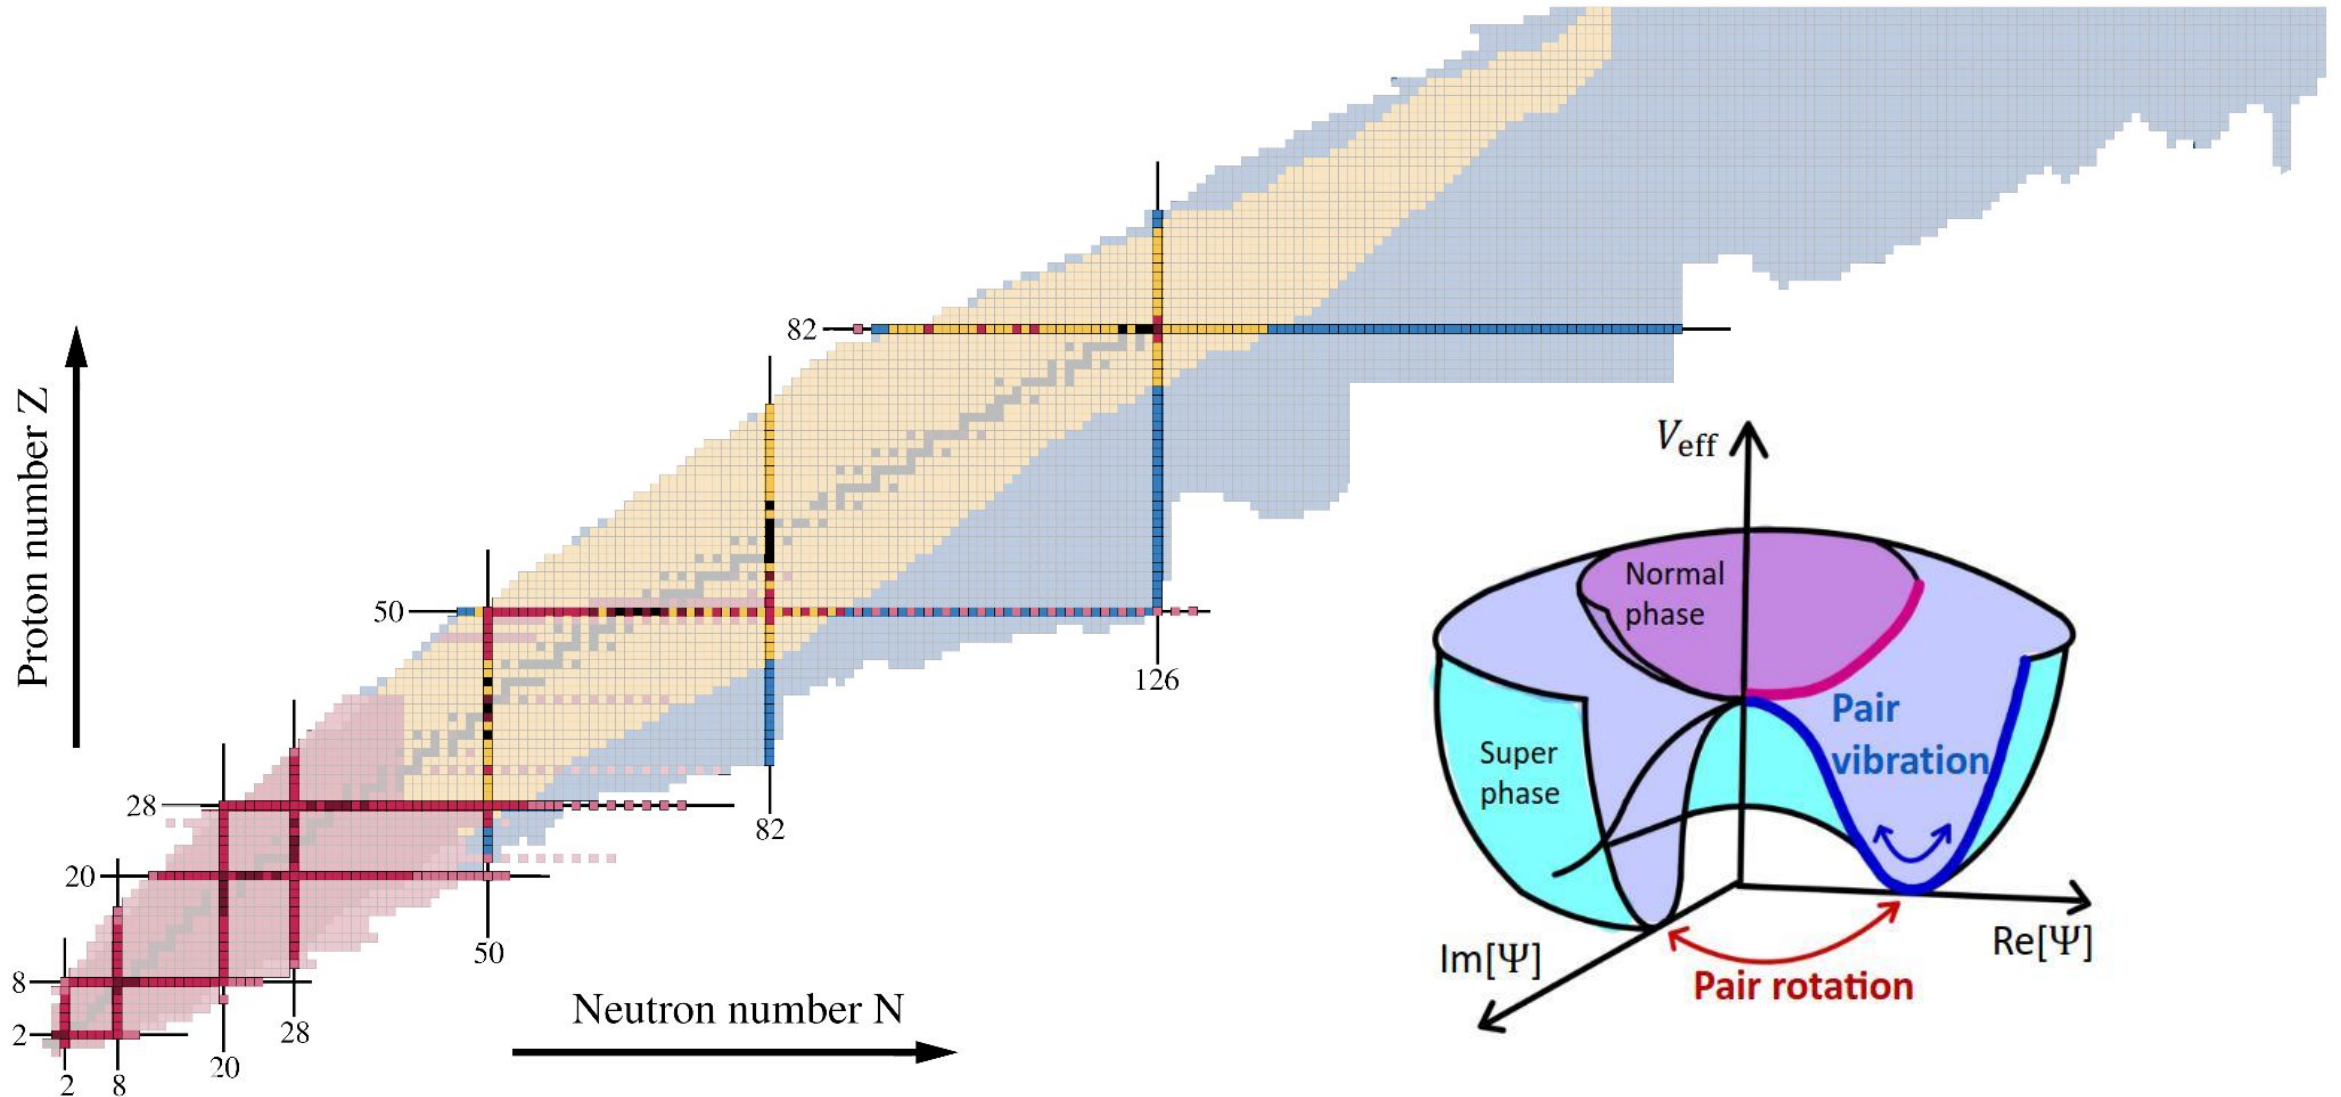 Proton number Z
Neutron number N
82
50
28
20
8
2
2
8
20
28
50
82
126
V_eff
Normal
phase
Super
phase
Pair
vibration
Im[Ψ]
Re[Ψ]
Pair rotation